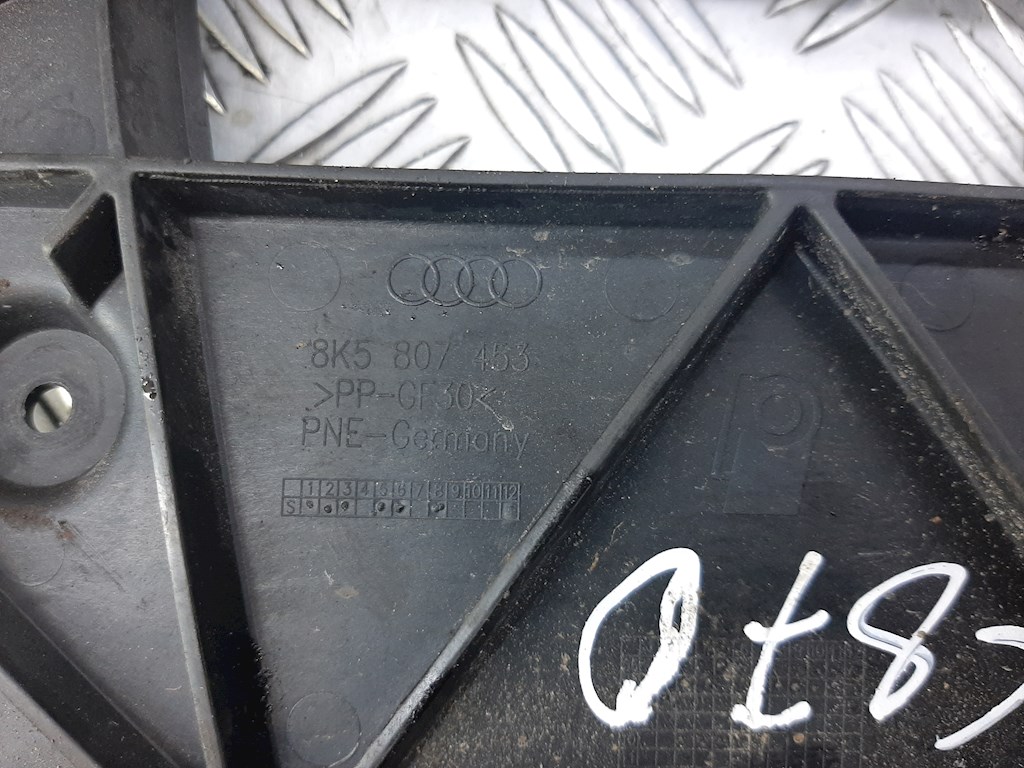 8K5 807 453
>PP-GF30<
PNE-Germany
1 2 3 4 5 6 7 8 9 10 11 12
S